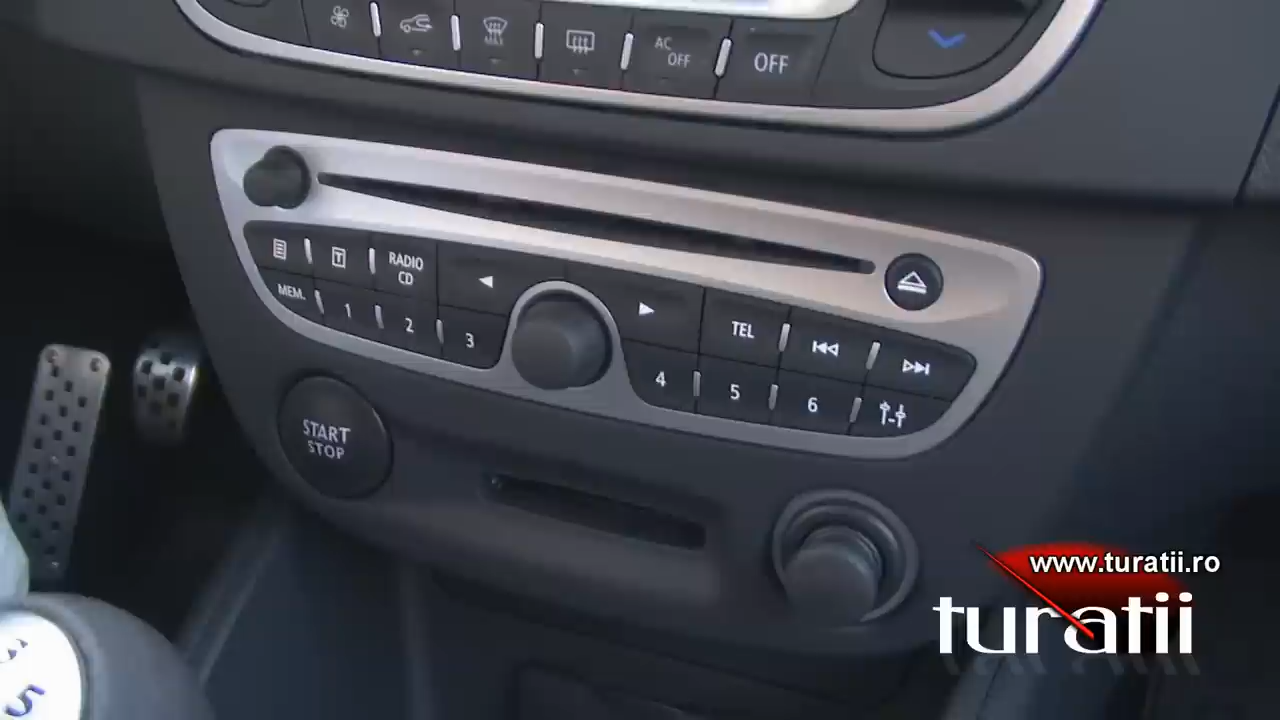 MAX
AC
OFF
OFF
RADIO
CD
MEM.
1
2
3
TEL
4
5
6
START
STOP
www.turatii.ro
turatii
5